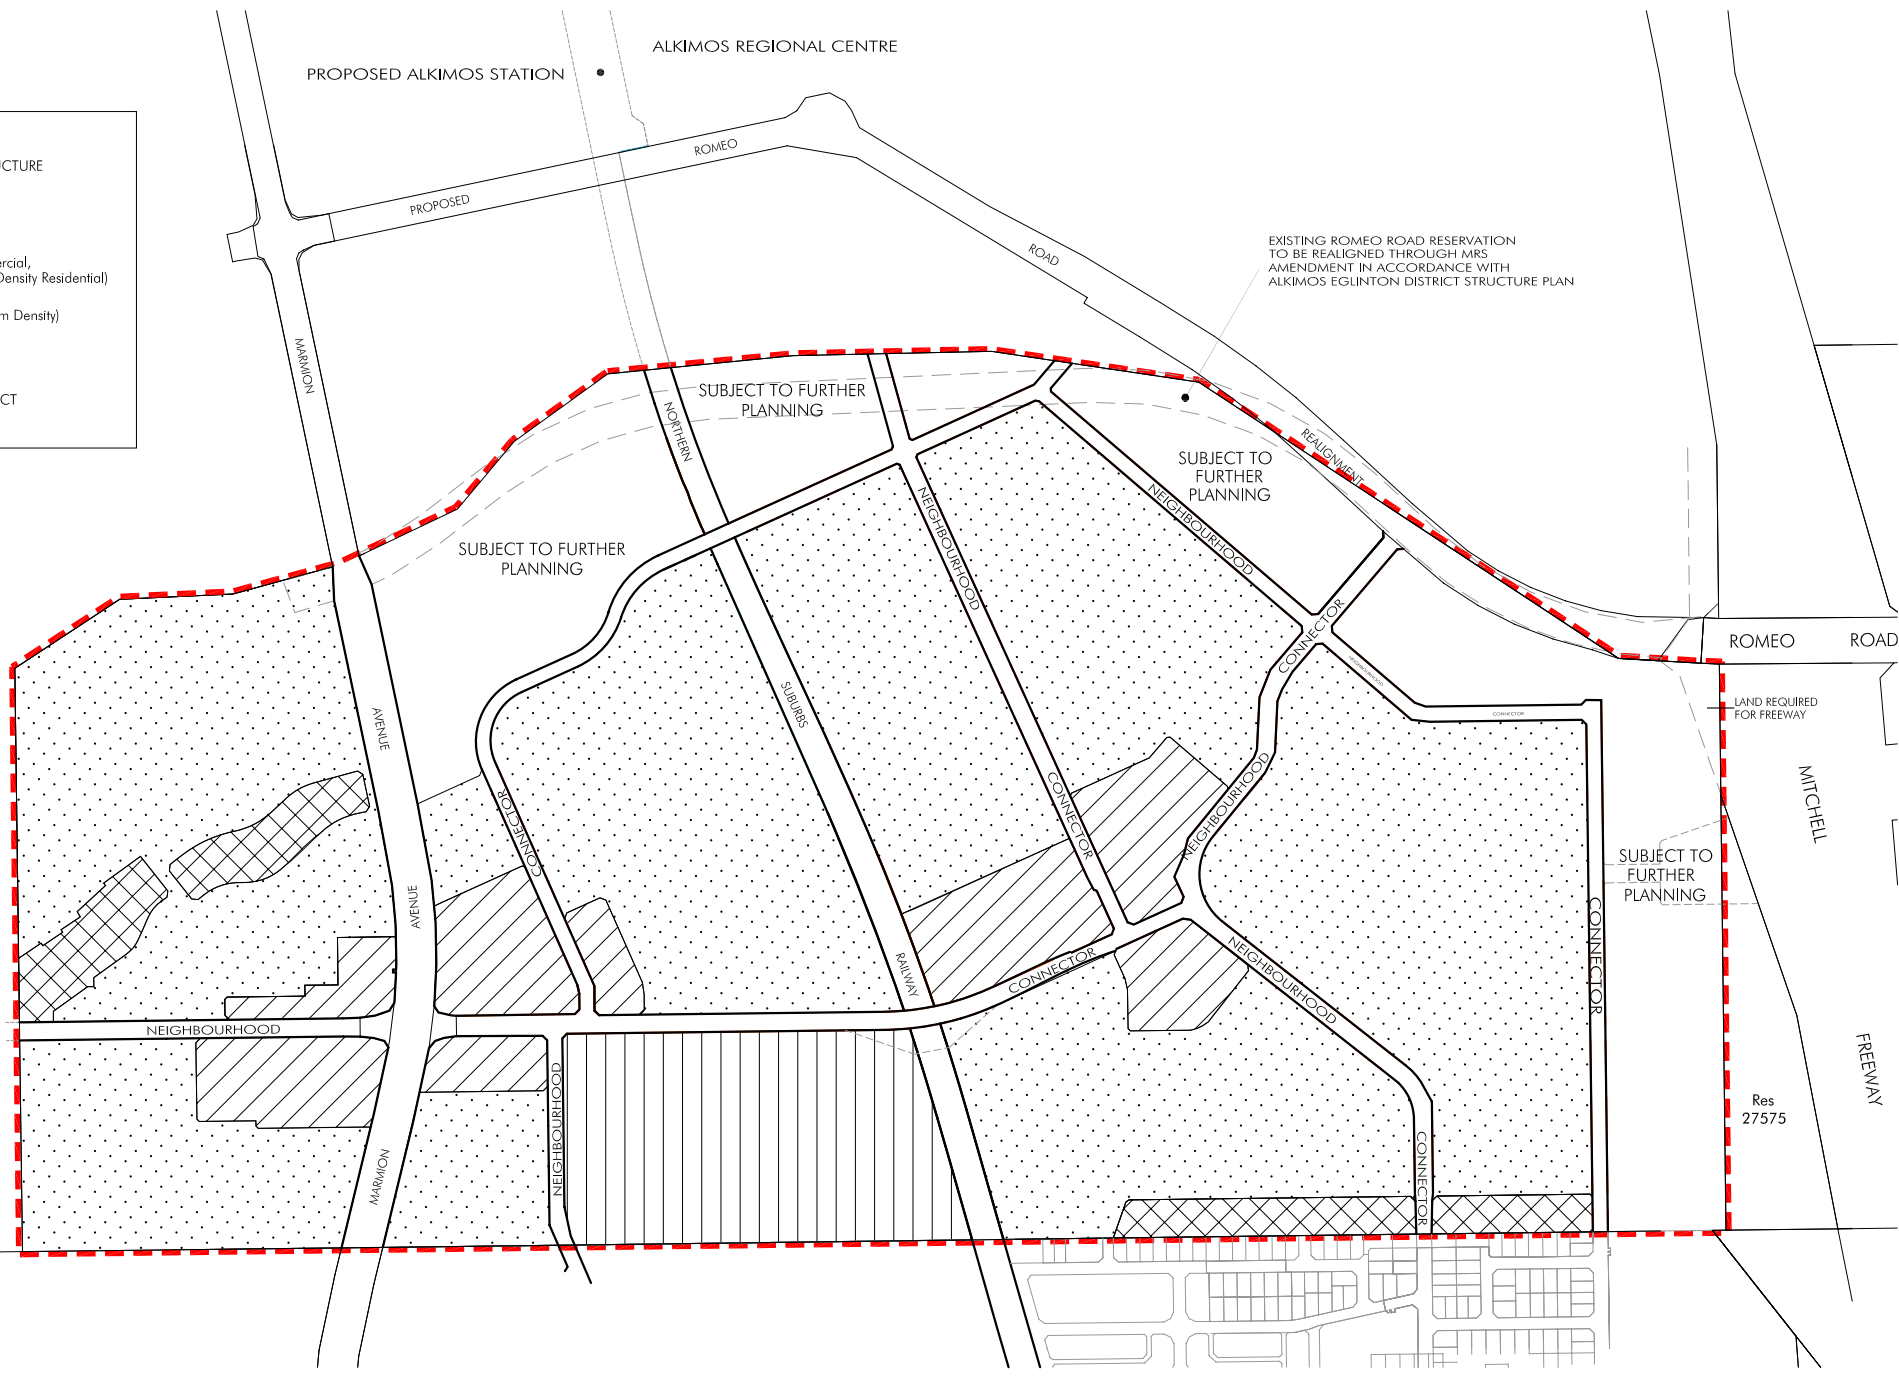 ALKIMOS REGIONAL CENTRE
PROPOSED ALKIMOS STATION
UCTURE
ercial,
Density Residential)
m Density)
CT
PROPOSED
ROMEO
ROAD
EXISTING ROMEO ROAD RESERVATION
TO BE REALIGNED THROUGH MRS
AMENDMENT IN ACCORDANCE WITH
ALKIMOS EGLINTON DISTRICT STRUCTURE PLAN
MARMION
NORTHERN
SUBJECT TO FURTHER
PLANNING
REALIGNMENT
SUBJECT TO
FURTHER
PLANNING
NEIGHBOURHOOD
NEIGHBOURHOOD
SUBJECT TO FURTHER
PLANNING
CONNECTOR
NEIGHBOURHOOD
CONNECTOR
ROMEO ROAD
LAND REQUIRED
FOR FREEWAY
SUBURBS
AVENUE
CONNECTOR
CONNECTOR
NEIGHBOURHOOD
MITCHELL
SUBJECT TO
FURTHER
PLANNING
AVENUE
CONNECTOR
RAILWAY
CONNECTOR
NEIGHBOURHOOD
NEIGHBOURHOOD
FREEWAY
NEIGHBOURHOOD
Res
27575
MARMION
CONNECTOR